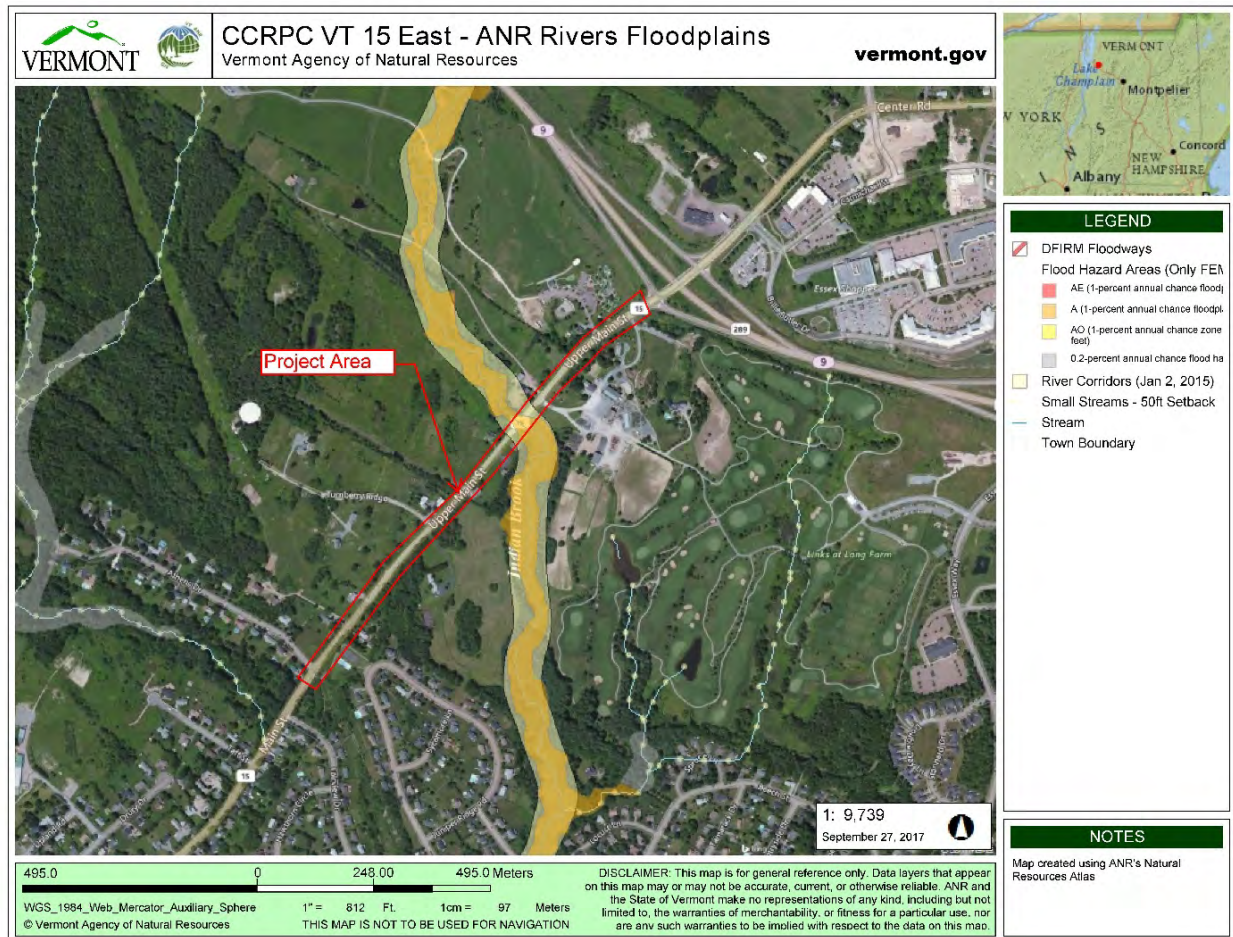 VERMONT
CCRPC VT 15 East - ANR Rivers Floodplains
Vermont Agency of Natural Resources
vermont.gov
VERMONT
Lake
Champlain
Montpelier
W YORK
Concord
NEW
HAMPSHIRE
Albany
Center Rd
9
Carmichael St
Essex Shoppes
15
Upper Main St
289
9
Project Area
Upper Main St
Turnberry Ridge
Indian Brook
Links at Lang Farm
Main St
15
1: 9,739
September 27, 2017
LEGEND
DFIRM Floodways
Flood Hazard Areas (Only FEM
AE (1-percent annual chance floodp
A (1-percent annual chance floodpl
AO (1-percent annual chance zone
feet)
0.2-percent annual chance flood ha
River Corridors (Jan 2, 2015)
Small Streams - 50ft Setback
Stream
Town Boundary
NOTES
Map created using ANR's Natural
Resources Atlas
495.0 0 248.00 495.0 Meters
WGS_1984_Web_Mercator_Auxiliary_Sphere
1" = 812 Ft. 1cm = 97 Meters
© Vermont Agency of Natural Resources
THIS MAP IS NOT TO BE USED FOR NAVIGATION
DISCLAIMER: This map is for general reference only. Data layers that appear
on this map may or may not be accurate, current, or otherwise reliable. ANR and
the State of Vermont make no representations of any kind, including but not
limited to, the warranties of merchantability, or fitness for a particular use, nor
are any such warranties to be implied with respect to the data on this map.